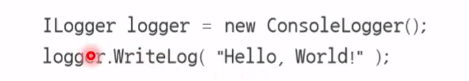 ILogger logger = new ConsoleLogger();
logger.WriteLog( "Hello, World!" );